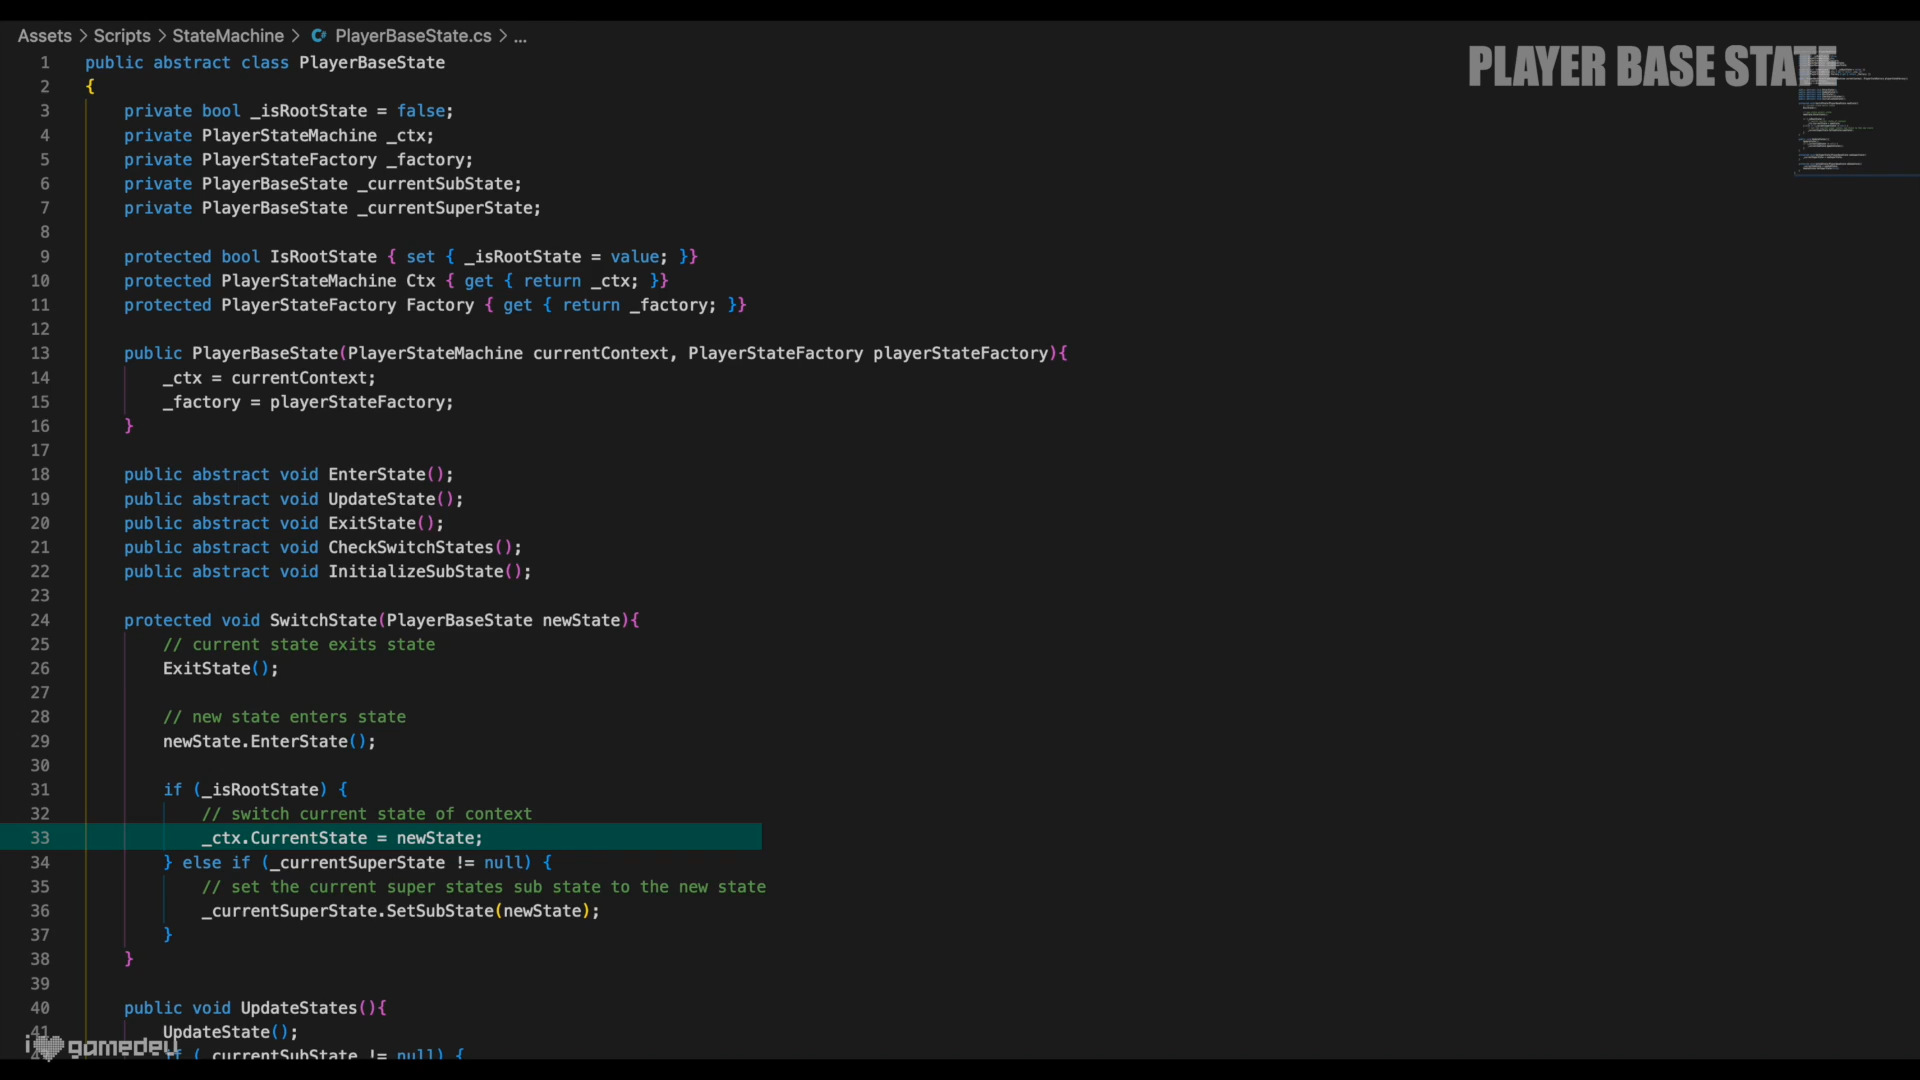 Assets > Scripts > StateMachine > C# PlayerBaseState.cs > ...
PLAYER BASE STATE
1 public abstract class PlayerBaseState
2 {
3 private bool _isRootState = false;
4 private PlayerStateMachine _ctx;
5 private PlayerStateFactory _factory;
6 private PlayerBaseState _currentSubState;
7 private PlayerBaseState _currentSuperState;
8
9 protected bool IsRootState { set { _isRootState = value; }}
10 protected PlayerStateMachine Ctx { get { return _ctx; }}
11 protected PlayerStateFactory Factory { get { return _factory; }}
12
13 public PlayerBaseState(PlayerStateMachine currentContext, PlayerStateFactory playerStateFactory){
14 _ctx = currentContext;
15 _factory = playerStateFactory;
16 }
17
18 public abstract void EnterState();
19 public abstract void UpdateState();
20 public abstract void ExitState();
21 public abstract void CheckSwitchStates();
22 public abstract void InitializeSubState();
23
24 protected void SwitchState(PlayerBaseState newState){
25 // current state exits state
26 ExitState();
27
28 // new state enters state
29 newState.EnterState();
30
31 if (_isRootState) {
32 // switch current state of context
33 _ctx.CurrentState = newState;
34 } else if (_currentSuperState != null) {
35 // set the current super states sub state to the new state
36 _currentSuperState.SetSubState(newState);
37 }
38 }
39
40 public void UpdateStates(){
41 UpdateState();
if (_currentSubState != null) {
i gamedev